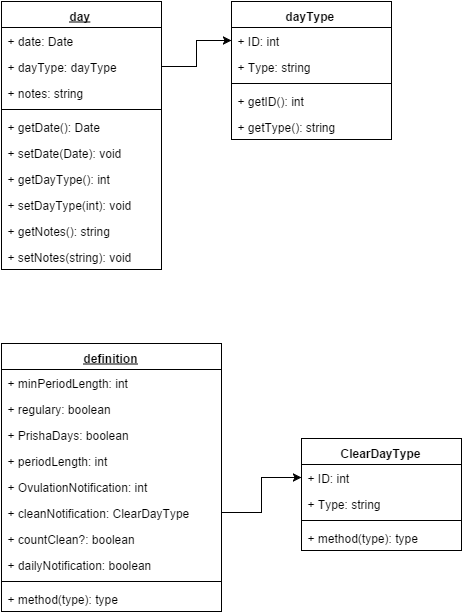 day
+ date: Date
+ dayType: dayType
+ notes: string
+ getDate(): Date
+ setDate(Date): void
+ getDayType(): int
+ setDayType(int): void
+ getNotes(): string
+ setNotes(string): void
dayType
+ ID: int
+ Type: string
+ getID(): int
+ getType(): string
definition
+ minPeriodLength: int
+ regulary: boolean
+ PrishaDays: boolean
+ periodLength: int
+ OvulationNotification: int
+ cleanNotification: ClearDayType
+ countClean?: boolean
+ dailyNotification: boolean
+ method(type): type
ClearDayType
+ ID: int
+ Type: string
+ method(type): type